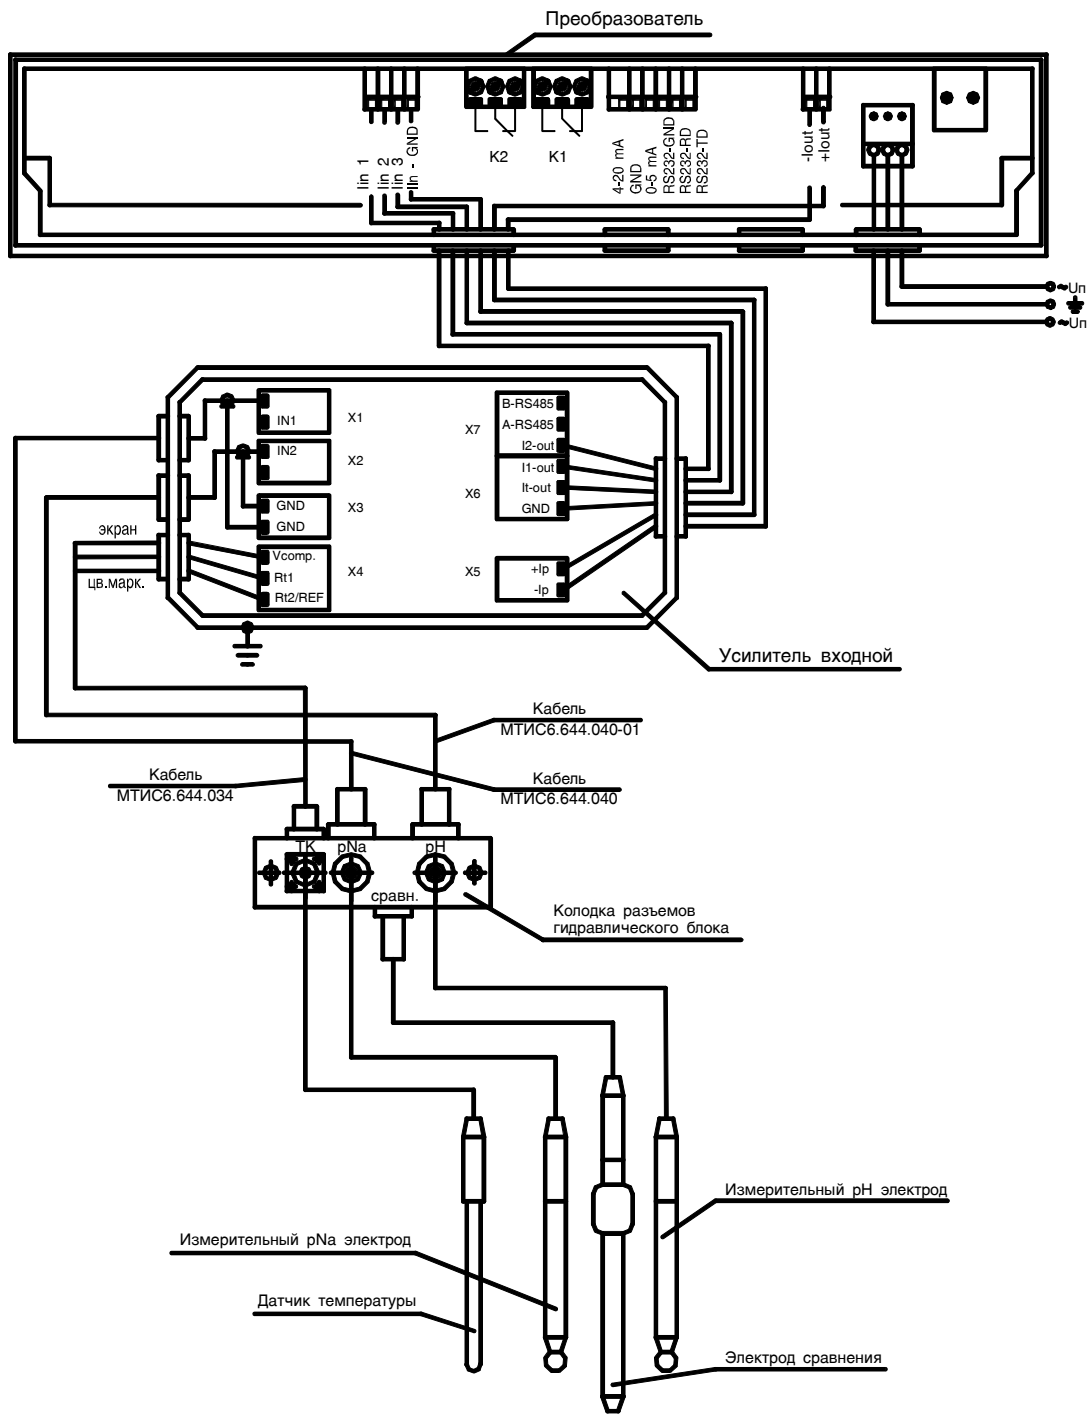 Преобразователь
Iin 1
Iin 2
Iin 3
IIn - GND
K2
K1
4-20 mA
GND
0-5 mA
RS232-GND
RS232-RD
RS232-TD
-Iout
+Iout
~Uп
~Uп
IN1
X1
IN2
X2
GND
GND
X3
Vcomp.
Rt1
Rt2/REF
X4
B-RS485
A-RS485
I2-out
X7
I1-out
It-out
GND
X6
+Ip
-Ip
X5
экран
цв.марк.
Усилитель входной
Кабель
МТИС6.644.040-01
Кабель
МТИС6.644.034
Кабель
МТИС6.644.040
ТК
pNa
pH
сравн.
Колодка разъемов
гидравлического блока
Измерительный pH электрод
Измерительный pNa электрод
Датчик температуры
Электрод сравнения